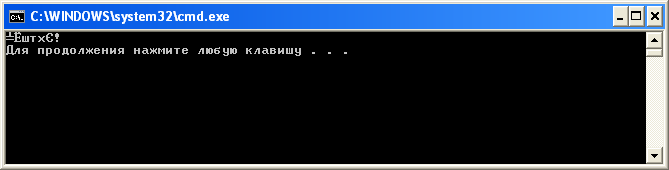 C:\WINDOWS\system32\cmd.exe
╧ЁштхЄ!
Для продолжения нажмите любую клавишу . . .